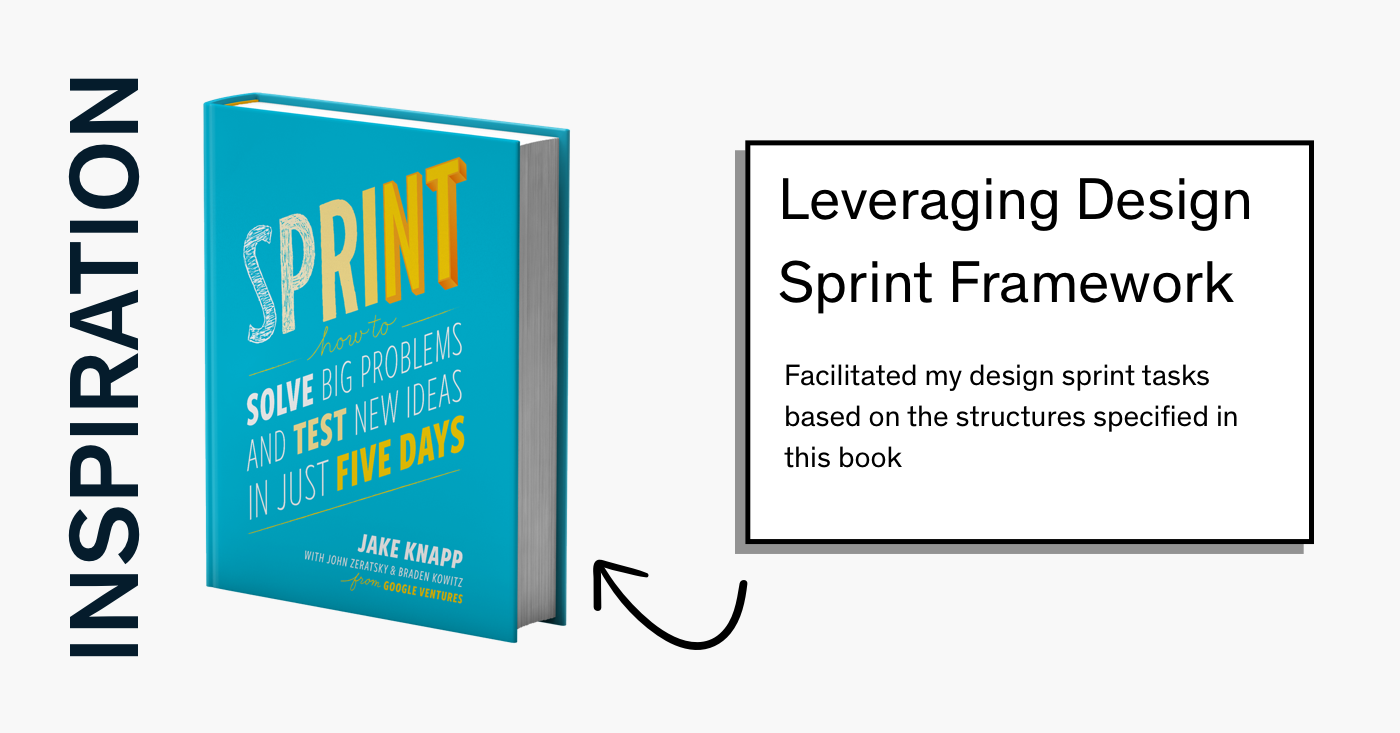 INSPIRATION
SPRINT
how to
SOLVE BIG PROBLEMS
AND TEST NEW IDEAS
IN JUST FIVE DAYS
JAKE KNAPP
WITH JOHN ZERATSKY & BRADEN KOWITZ
from GOOGLE VENTURES
Leveraging Design
Sprint Framework
Facilitated my design sprint tasks
based on the structures specified in
this book